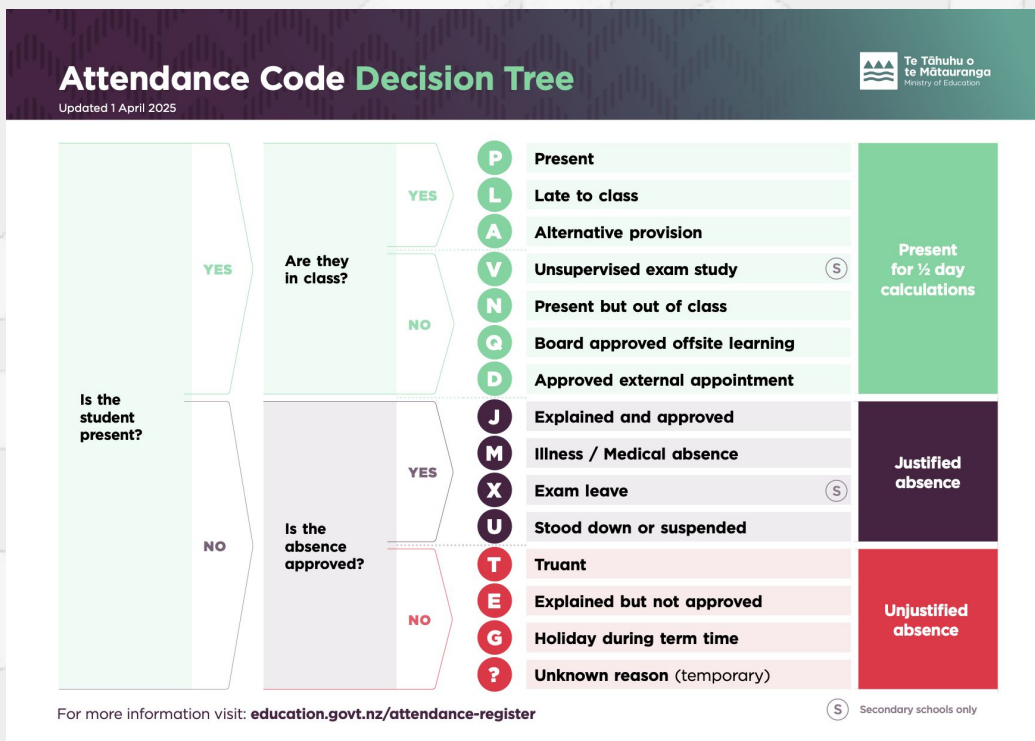 Attendance Code Decision Tree
Updated 1 April 2025
Te Tāhuhu o
te Mātauranga
Ministry of Education
Is the
student
present?
YES
NO
Are they
in class?
YES
NO
Is the
absence
approved?
YES
NO
P Present
L Late to class
A Alternative provision
V Unsupervised exam study S
N Present but out of class
Q Board approved offsite learning
D Approved external appointment
J Explained and approved
M Illness / Medical absence
X Exam leave S
U Stood down or suspended
T Truant
E Explained but not approved
G Holiday during term time
? Unknown reason (temporary)
Present
for ½ day
calculations
Justified
absence
Unjustified
absence
For more information visit: education.govt.nz/attendance-register
S Secondary schools only